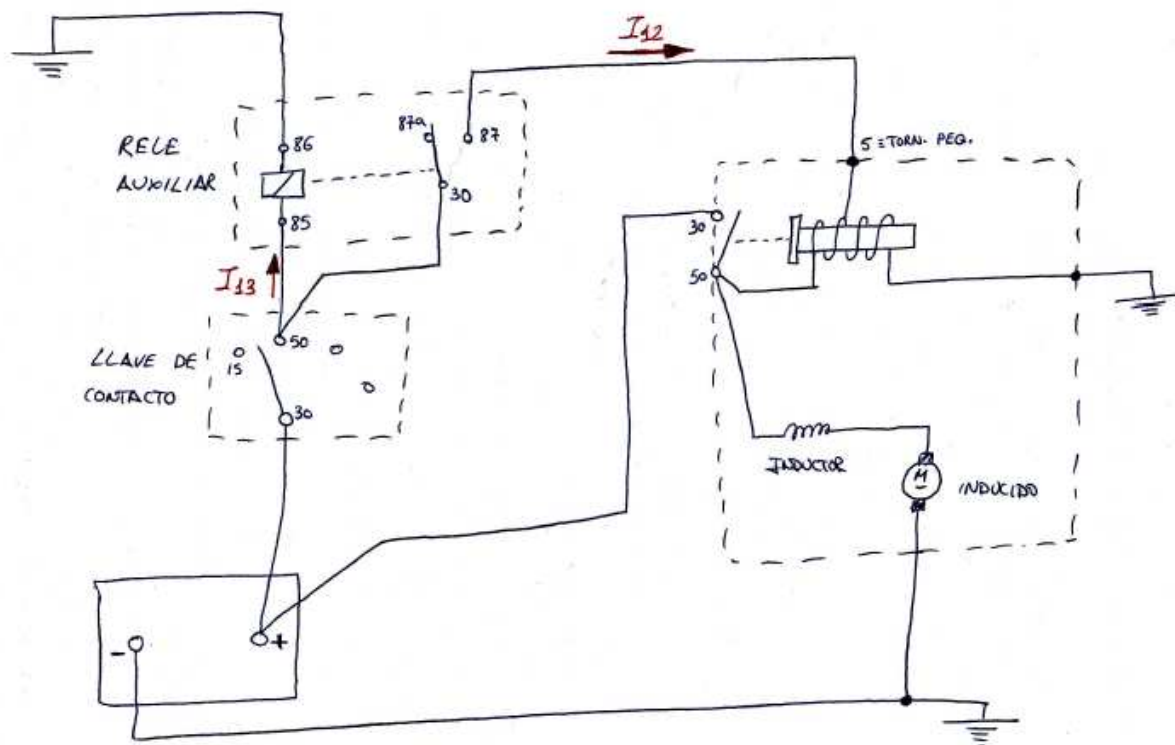 I12
86
87a
87
RELE
AUXILIAR
30
85
5 ≡ TORN. PEQ.
30
50
I13
50
15
LLAVE DE
CONTACTO
30
INDUCTOR
M
INDUCIDO
-
+